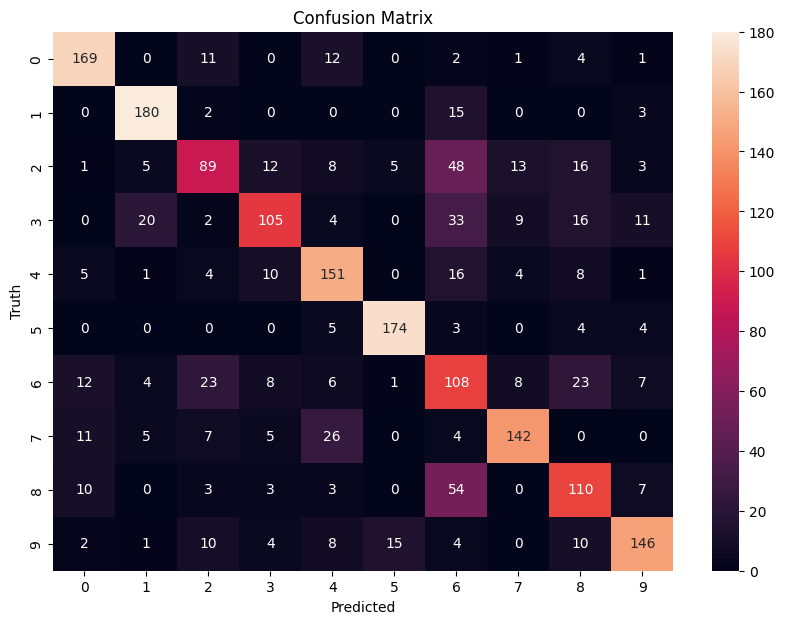 Confusion Matrix
0 169 0 11 0 12 0 2 1 4 1
1 0 180 2 0 0 0 15 0 0 3
2 1 5 89 12 8 5 48 13 16 3
3 0 20 2 105 4 0 33 9 16 11
4 5 1 4 10 151 0 16 4 8 1
Truth
5 0 0 0 0 5 174 3 0 4 4
6 12 4 23 8 6 1 108 8 23 7
7 11 5 7 5 26 0 4 142 0 0
8 10 0 3 3 3 0 54 0 110 7
9 2 1 10 4 8 15 4 0 10 146
0 1 2 3 4 5 6 7 8 9
Predicted
180
160
140
120
100
80
60
40
20
0